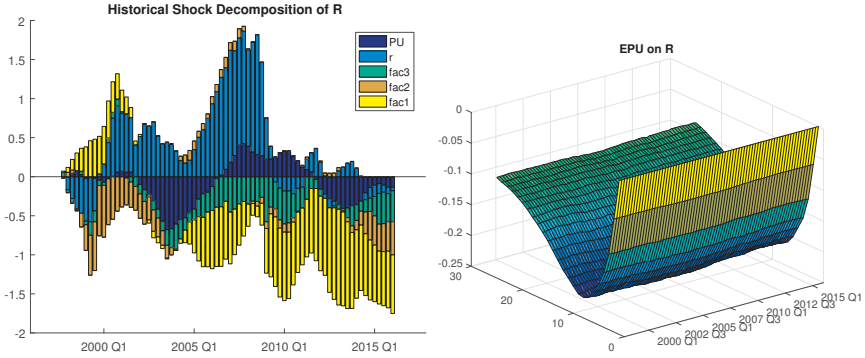 Historical Shock Decomposition of R
2
1.5
1
0.5
0
-0.5
-1
-1.5
-2
PU
r
fac3
fac2
fac1
2000 Q1
2005 Q1
2010 Q1
2015 Q1
EPU on R
0
-0.05
-0.1
-0.15
-0.2
-0.25
30
20
10
0
2000 Q1
2002 Q3
2005 Q1
2007 Q3
2010 Q1
2012 Q3
2015 Q1